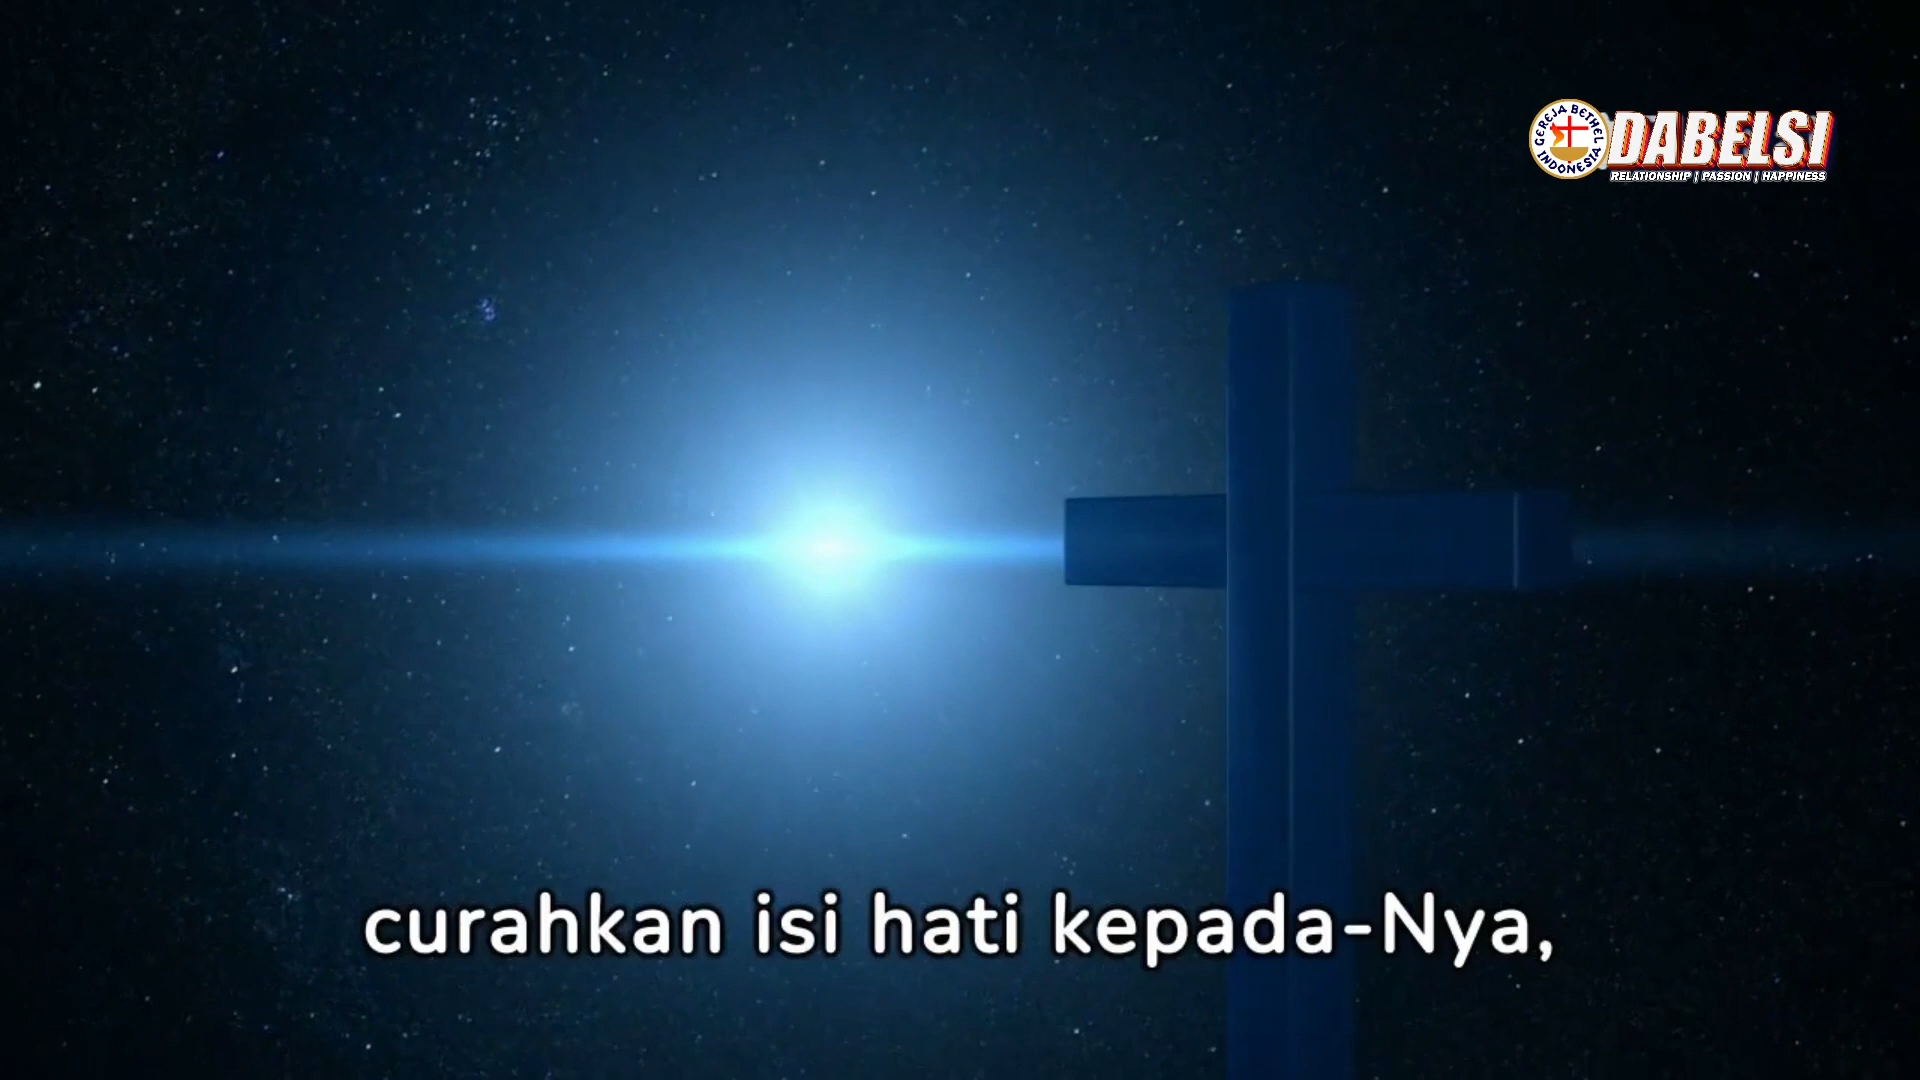 GEREJA BETHEL INDONESIA
DABELSI
RELATIONSHIP | PASSION | HAPPINESS
curahkan isi hati kepada-Nya,